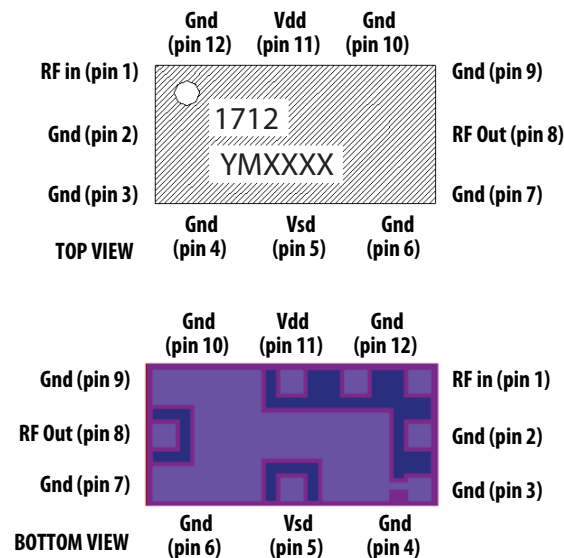 Gnd (pin 12) Vdd (pin 11) Gnd (pin 10)
RF in (pin 1) Gnd (pin 9)
1712
Gnd (pin 2) RF Out (pin 8)
YMXXXX
Gnd (pin 3) Gnd (pin 7)
Gnd (pin 4) Vsd (pin 5) Gnd (pin 6)
TOP VIEW
Gnd (pin 10) Vdd (pin 11) Gnd (pin 12)
Gnd (pin 9) RF in (pin 1)
RF Out (pin 8) Gnd (pin 2)
Gnd (pin 7) Gnd (pin 3)
Gnd (pin 6) Vsd (pin 5) Gnd (pin 4)
BOTTOM VIEW